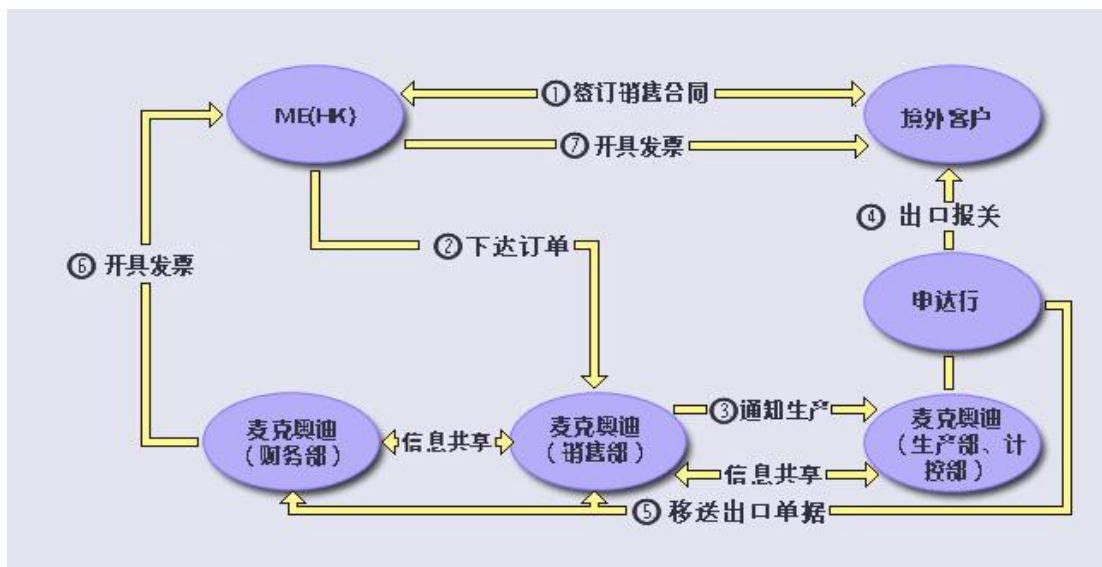 ME(HK)
①签订销售合同
境外客户
⑦开具发票
④ 出口报关
②下达订单
⑥ 开具发票
申达行
麦克奥迪
（财务部）
信息共享
麦克奥迪
（销售部）
③通知生产
信息共享
麦克奥迪
（生产部、计
控部）
⑤ 移送出口单据